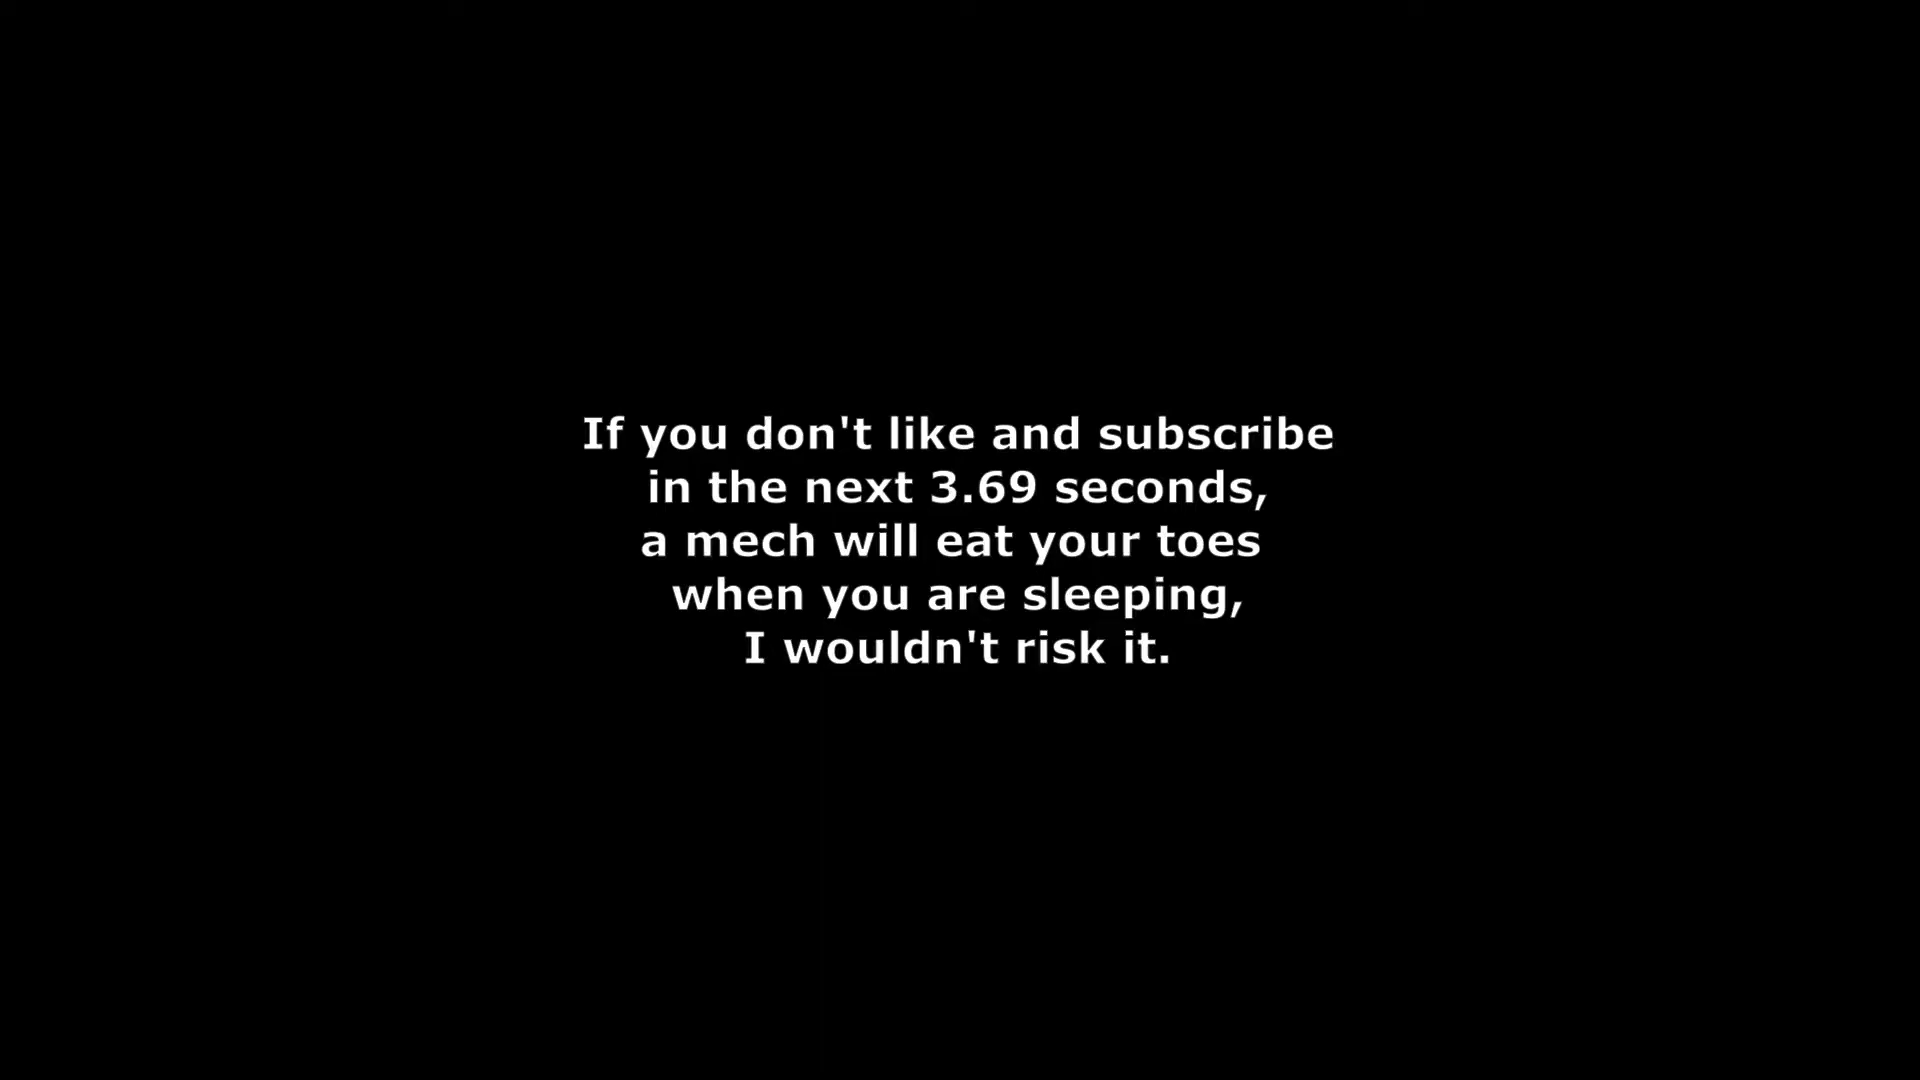 If you don't like and subscribe
in the next 3.69 seconds,
a mech will eat your toes
when you are sleeping,
I wouldn't risk it.